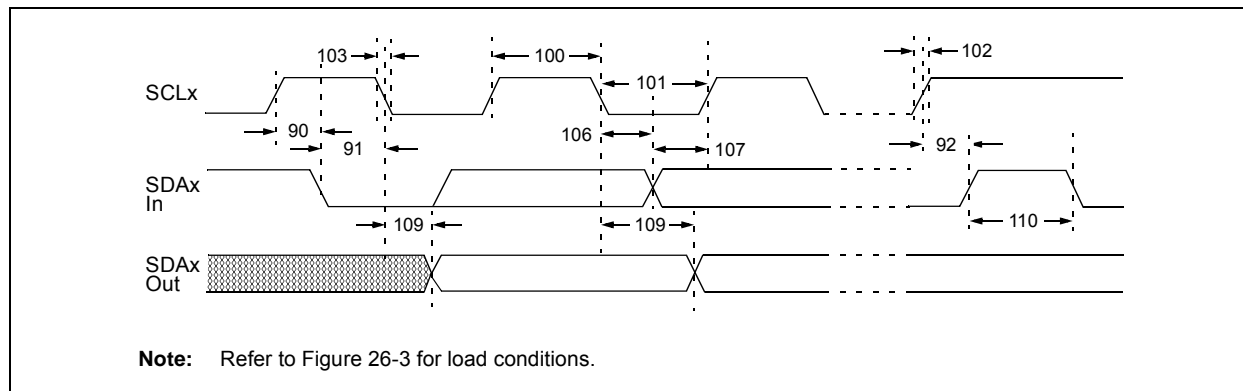 103
100
102
101
SCLx
90
106
91
107
92
SDAx
In
109
109
110
SDAx
Out
Note: Refer to Figure 26-3 for load conditions.